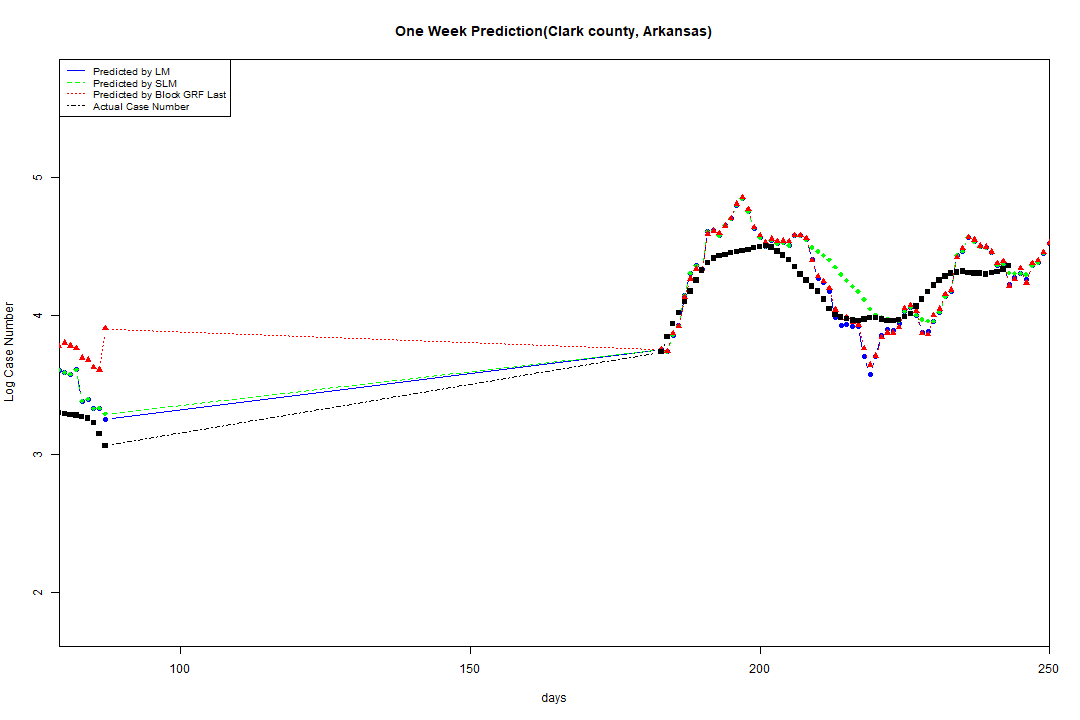 One Week Prediction(Clark county, Arkansas)
Predicted by LM
Predicted by SLM
Predicted by Block GRF Last
Actual Case Number
5
4
3
2
Log Case Number
100
150
200
250
days